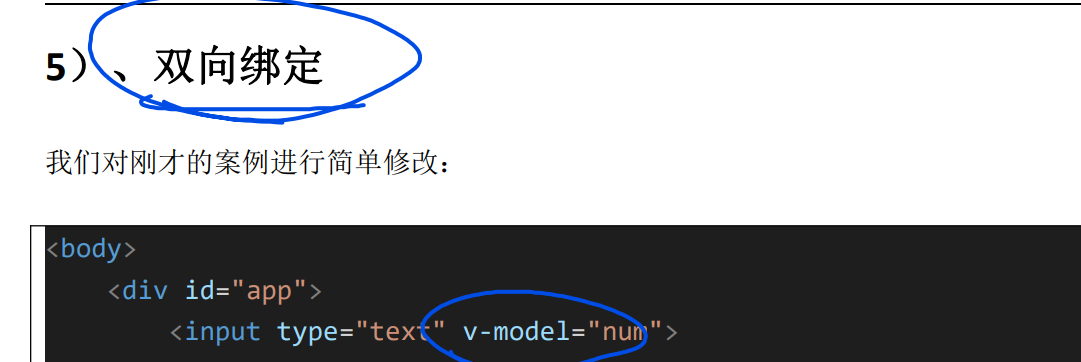 5）、双向绑定
我们对刚才的案例进行简单修改：
<body>
<div id="app">
<input type="text" v-model="num">